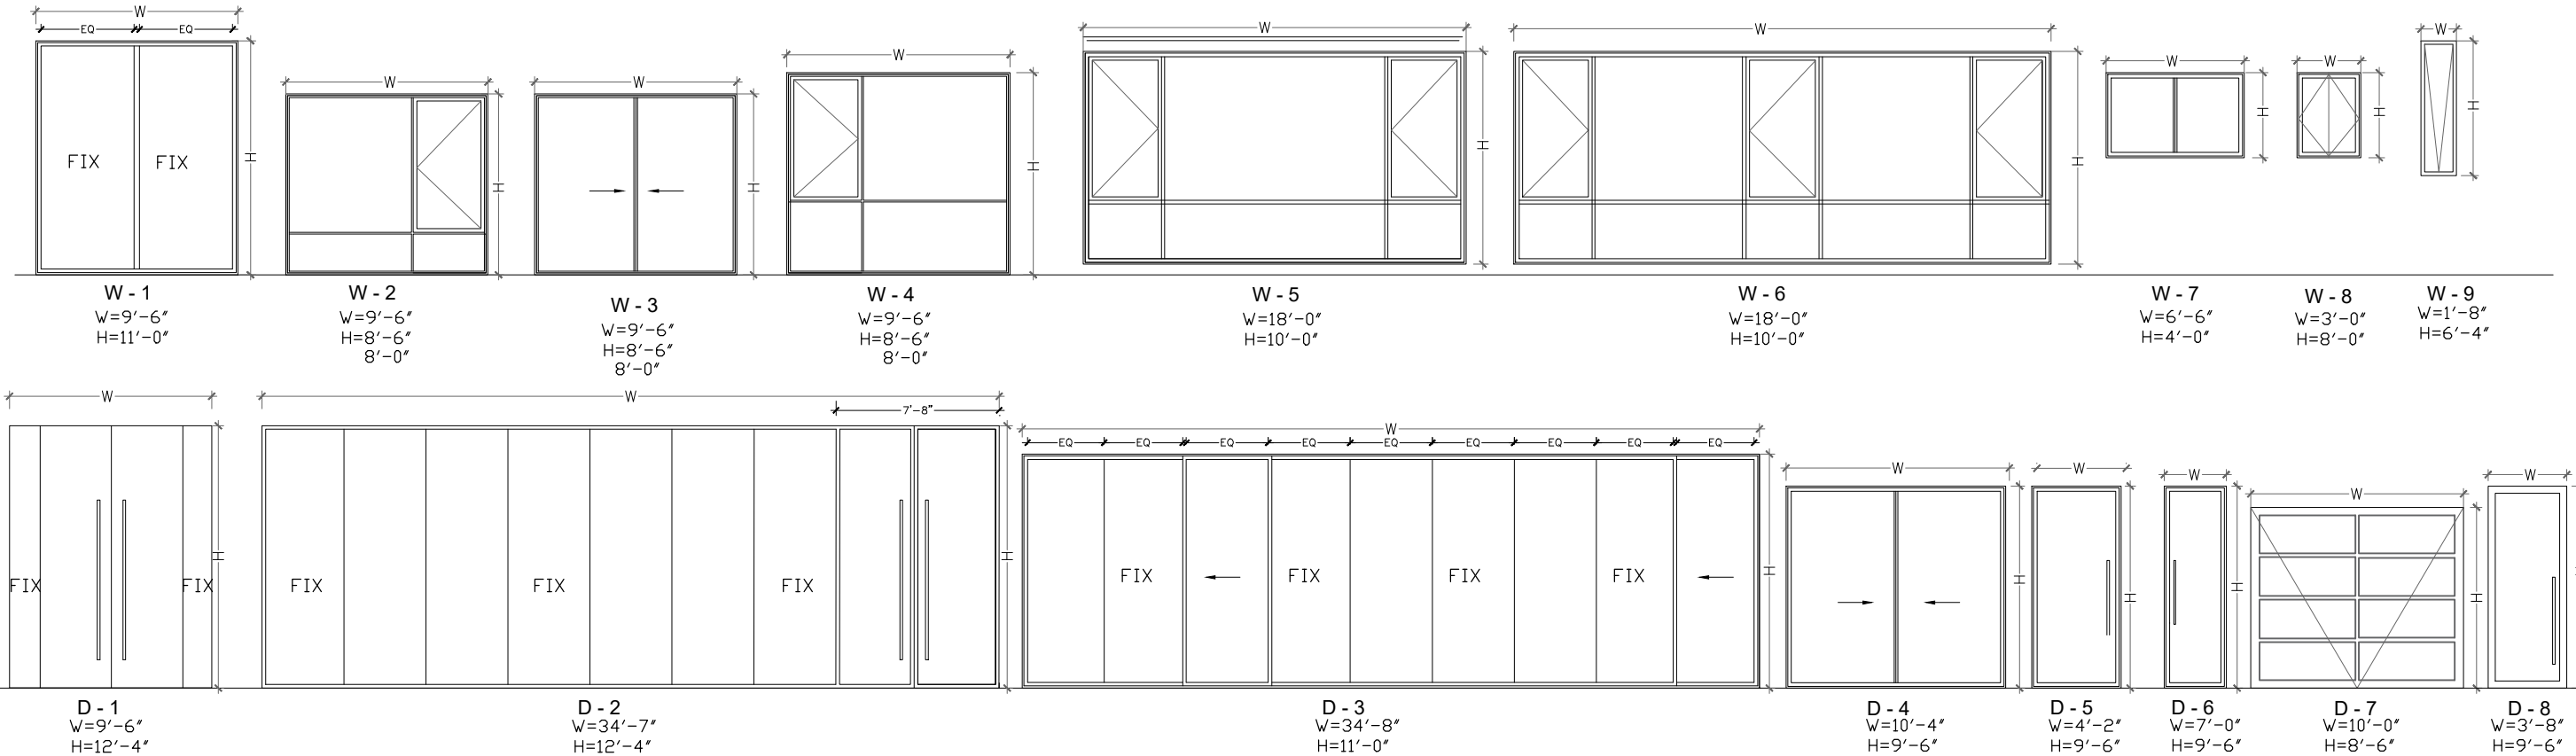 W
EQ EQ
H
FIX FIX
W - 1
W=9'-6"
H=11'-0"
W
H
W - 2
W=9'-6"
H=8'-6"
8'-0"
W
H
W - 3
W=9'-6"
H=8'-6"
8'-0"
W
H
W - 4
W=9'-6"
H=8'-6"
8'-0"
W
H
W - 5
W=18'-0"
H=10'-0"
W
H
W - 6
W=18'-0"
H=10'-0"
W
H
W - 7
W=6'-6"
H=4'-0"
W
H
W - 8
W=3'-0"
H=8'-0"
W
H
W - 9
W=1'-8"
H=6'-4"
W
H
FIX FIX
D - 1
W=9'-6"
H=12'-4"
W
7'-8"
H
FIX FIX FIX
D - 2
W=34'-7"
H=12'-4"
W
EQ EQ EQ EQ EQ EQ EQ EQ EQ
H
FIX FIX FIX FIX
D - 3
W=34'-8"
H=11'-0"
W
H
D - 4
W=10'-4"
H=9'-6"
W
H
D - 5
W=4'-2"
H=9'-6"
W
H
D - 6
W=7'-0"
H=9'-6"
W
H
D - 7
W=10'-0"
H=8'-6"
W
D - 8
W=3'-8"
H=9'-6"